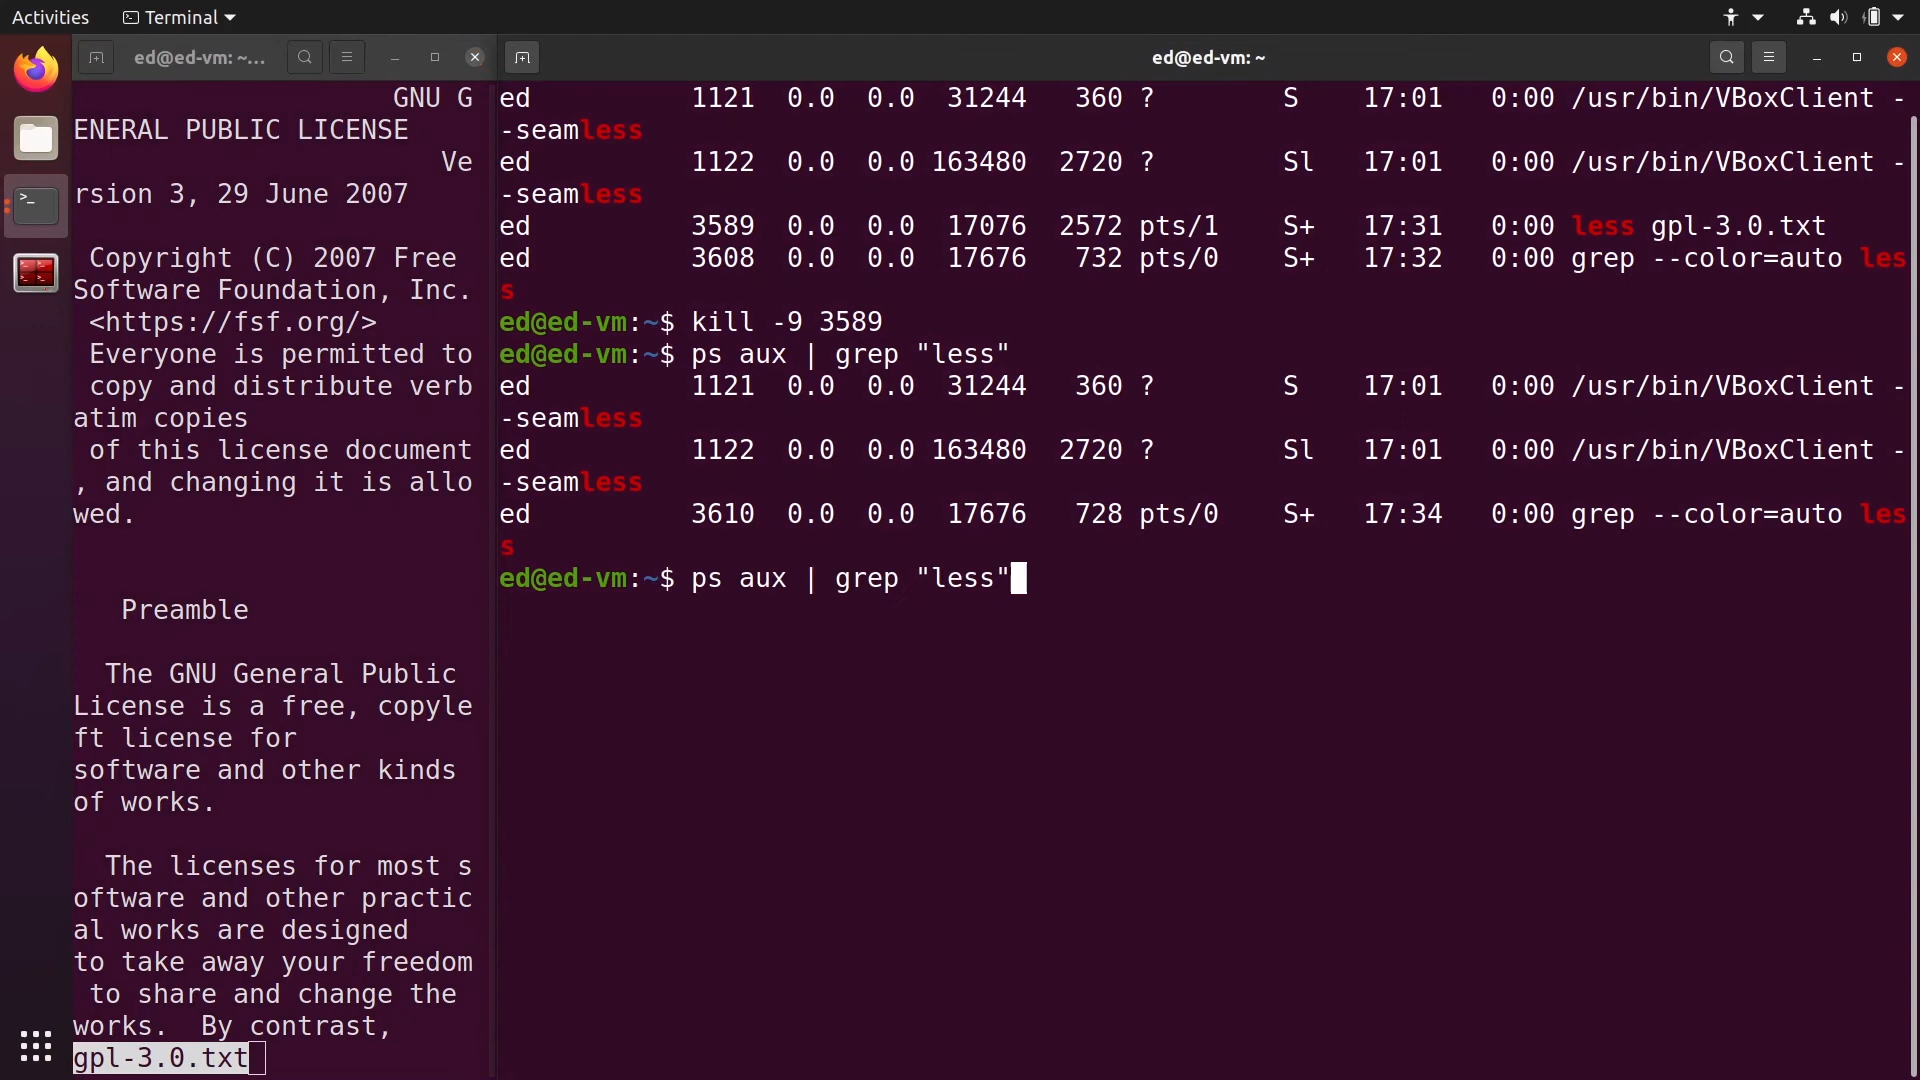 Activities
Terminal
ed@ed-vm: ~...
GNU G
ENERAL PUBLIC LICENSE
Ve
rsion 3, 29 June 2007
Copyright (C) 2007 Free
Software Foundation, Inc.
<https://fsf.org/>
Everyone is permitted to
copy and distribute verb
atim copies
of this license document
, and changing it is allo
wed.
Preamble
The GNU General Public
License is a free, copyle
ft license for
software and other kinds
of works.
The licenses for most s
oftware and other practic
al works are designed
to take away your freedom
to share and change the
works.  By contrast,
gpl-3.0.txt
ed@ed-vm: ~
ed          1121  0.0  0.0  31244   360 ?        S    17:01   0:00 /usr/bin/VBoxClient -
-seamless
ed          1122  0.0  0.0 163480  2720 ?        Sl   17:01   0:00 /usr/bin/VBoxClient -
-seamless
ed          3589  0.0  0.0  17076  2572 pts/1    S+   17:31   0:00 less gpl-3.0.txt
ed          3608  0.0  0.0  17676   732 pts/0    S+   17:32   0:00 grep --color=auto les
s
ed@ed-vm:~$ kill -9 3589
ed@ed-vm:~$ ps aux | grep "less"
ed          1121  0.0  0.0  31244   360 ?        S    17:01   0:00 /usr/bin/VBoxClient -
-seamless
ed          1122  0.0  0.0 163480  2720 ?        Sl   17:01   0:00 /usr/bin/VBoxClient -
-seamless
ed          3610  0.0  0.0  17676   728 pts/0    S+   17:34   0:00 grep --color=auto les
s
ed@ed-vm:~$ ps aux | grep "less"